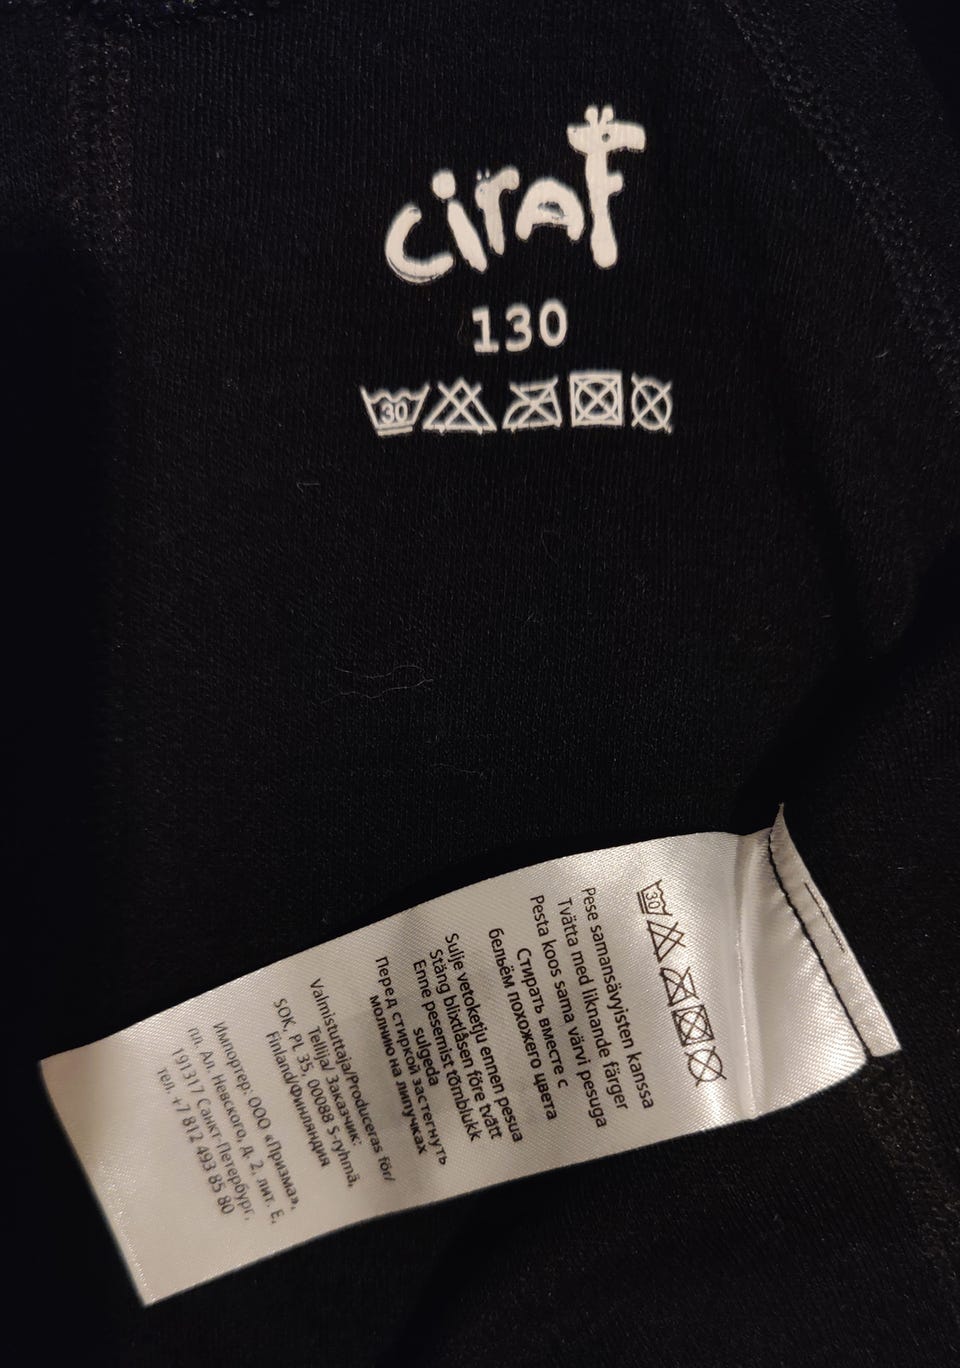 ciraf
130
30
30
Pese samansävyisten kanssa
Tvätta med liknande färger
Pesta koos sama värvi pesuga
Стирать вместе с
бельём похожего цвета
Sulje vetoketju ennen pesua
Stäng blixtlåsen före tvätt
Enne pesemist tõmblukk
sulgeda
Перед стиркой застегнуть
молнию на липучках
Valmistuttaja/Produceras för/
Tellija/ Заказчик:
SOK, PL 35, 00088 S-ryhmä,
Finland/Финляндия
Импортер: ООО «Призма»,
пл. Ал. Невского, д. 2, лит. Е,
191317 Санкт-Петербург,
тел. +7 812 493 85 80